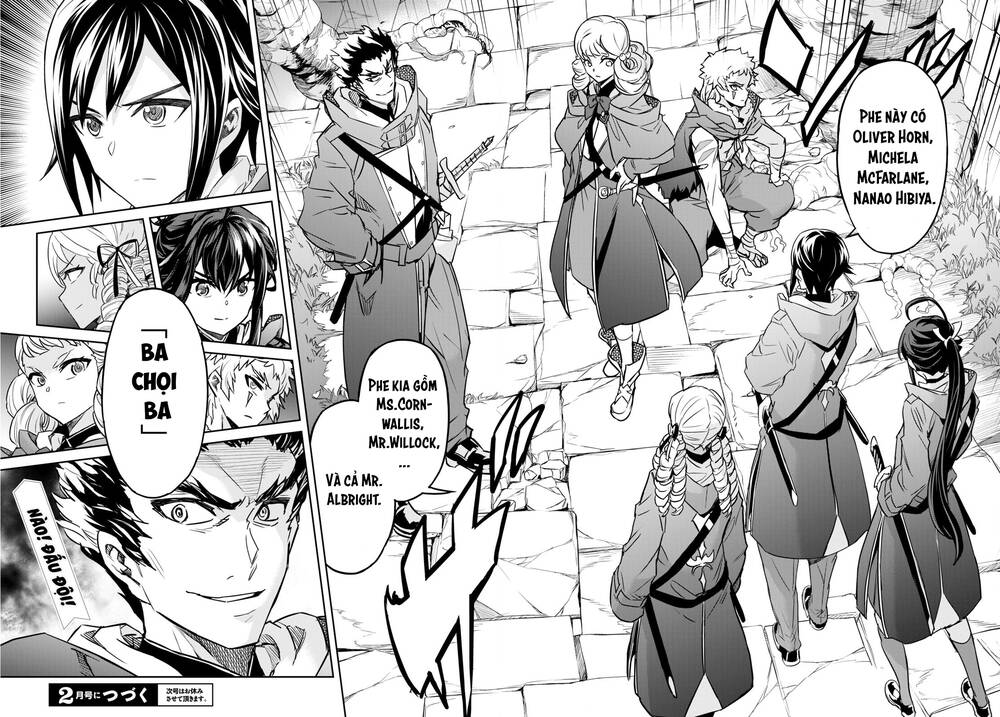 PHE NÀY CÓ
OLIVER HORN,
MICHELA
MCFARLANE,
NANAO HIBIYA.
PHE KIA GỒM
MS.CORN-
WALLIS,
MR.WILLOCK,
...
VÀ CẢ MR.
ALBRIGHT.
「BA
CHỌI
BA」
NÀO! ĐẤU ĐỘI!
2月号につづく
次号はお休み
させて頂きます。